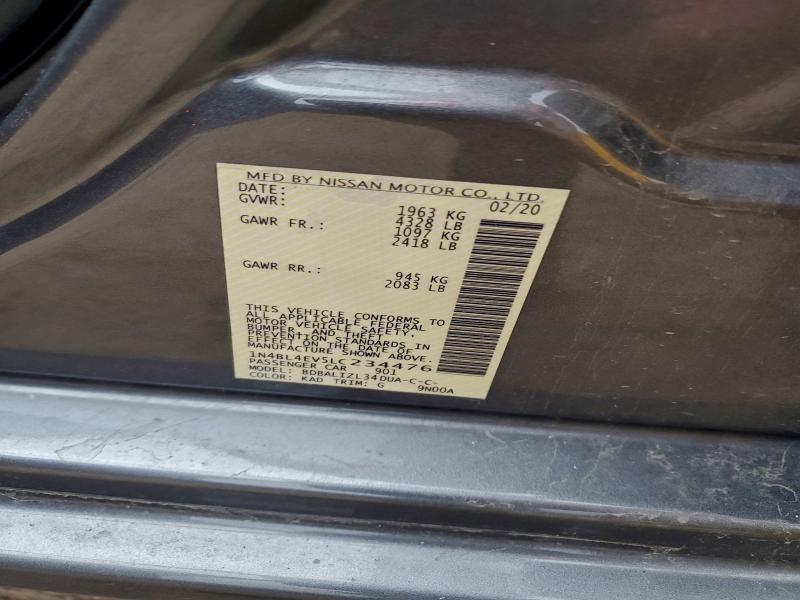 MFD BY NISSAN MOTOR CO., LTD.
DATE: 02/20
GVWR: 1963 KG
4328 LB
GAWR FR.: 1097 KG
2418 LB
GAWR RR.: 945 KG
2083 LB
THIS VEHICLE CONFORMS TO
ALL APPLICABLE FEDERAL
MOTOR VEHICLE SAFETY,
BUMPER, AND THEFT
PREVENTION STANDARDS IN
EFFECT ON THE DATE OF
MANUFACTURE SHOWN ABOVE.
1N4BL4EV5LC234476
PASSENGER CAR 901
MODEL: BDBALIZL34DUA-C-C-
COLOR: KAD TRIM: G 9N00A